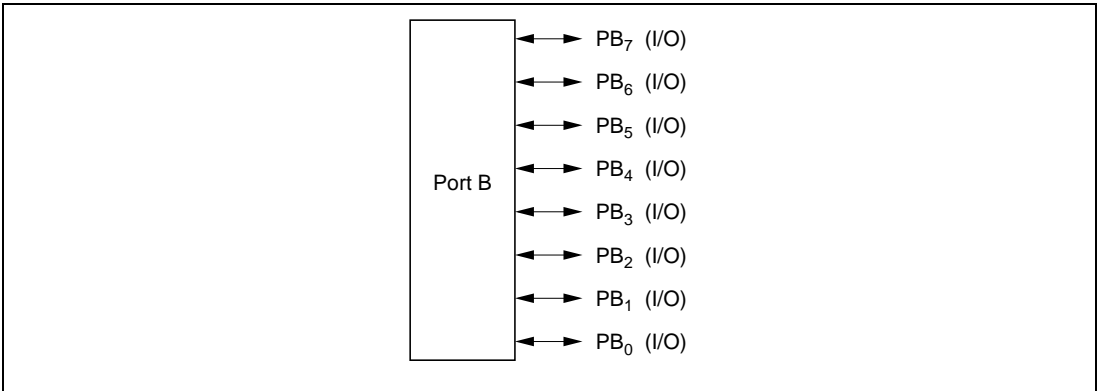 PB₇ (I/O)
PB₆ (I/O)
PB₅ (I/O)
PB₄ (I/O)
Port B
PB₃ (I/O)
PB₂ (I/O)
PB₁ (I/O)
PB₀ (I/O)